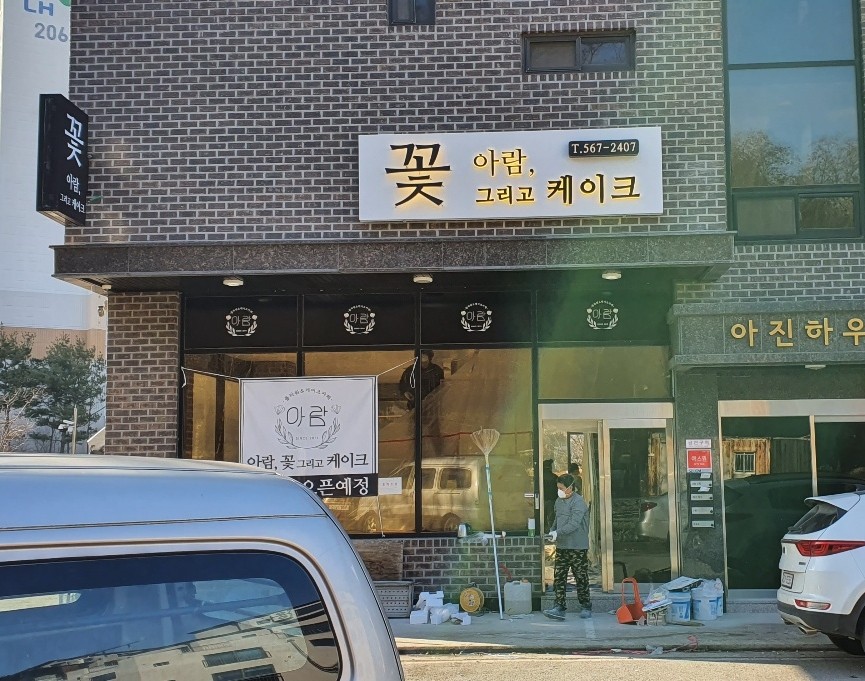 LH
206
꽃
아람,
그리고 케이크
꽃 아람,
그리고 케이크
T.567-2407
아람
아람
아람
아람
아진하우
아람
아람, 꽃 그리고 케이크
오픈예정